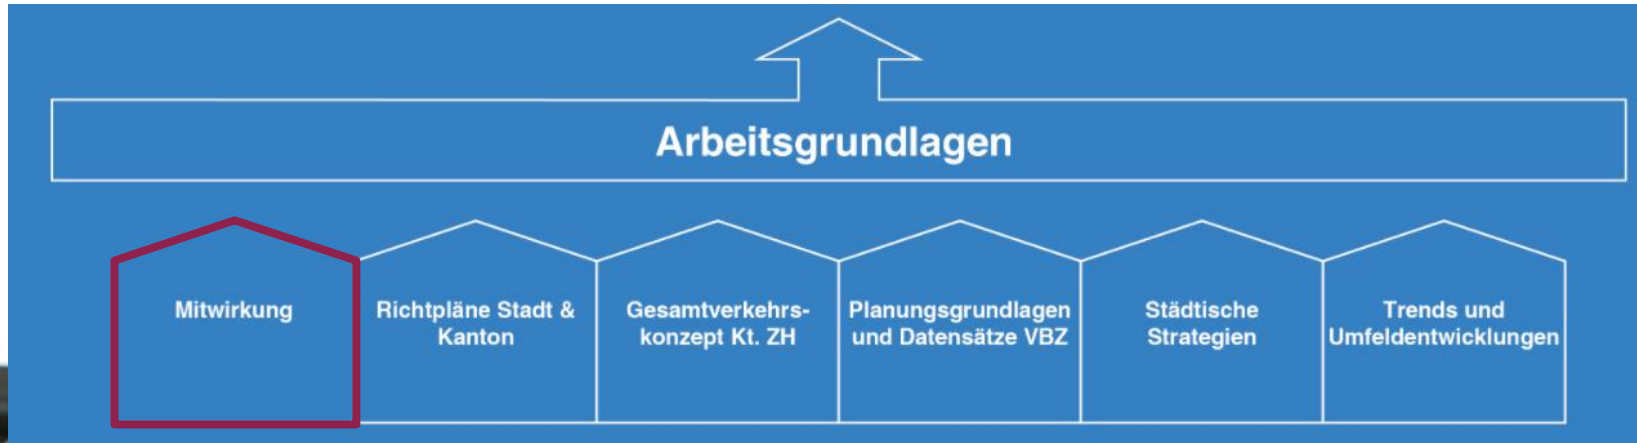 Arbeitsgrundlagen
Mitwirkung
Richtpläne Stadt &
Kanton
Gesamtverkehrs-
konzept Kt. ZH
Planungsgrundlagen
und Datensätze VBZ
Städtische
Strategien
Trends und
Umfeldentwicklungen